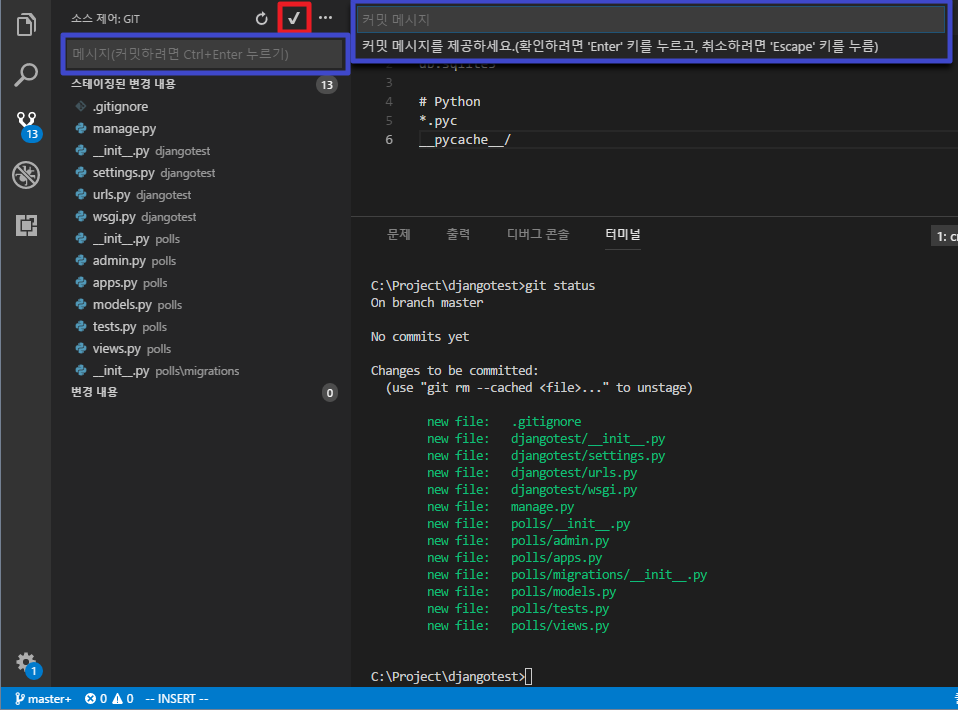 소스 제어: GIT
메시지(커밋하려면 Ctrl+Enter 누르기)
스테이징된 변경 내용 13
.gitignore
manage.py
__init__.py djangotest
settings.py djangotest
urls.py djangotest
wsgi.py djangotest
__init__.py polls
admin.py polls
apps.py polls
models.py polls
tests.py polls
views.py polls
__init__.py polls\migrations
변경 내용 0
13
1
커밋 메시지
커밋 메시지를 제공하세요.(확인하려면 'Enter' 키를 누르고, 취소하려면 'Escape' 키를 누름)
3
4 # Python
5 *.pyc
6 __pycache__/
문제 출력 디버그 콘솔 터미널
C:\Project\djangotest>git status
On branch master
No commits yet
Changes to be committed:
(use "git rm --cached <file>..." to unstage)
new file: .gitignore
new file: djangotest/__init__.py
new file: djangotest/settings.py
new file: djangotest/urls.py
new file: djangotest/wsgi.py
new file: manage.py
new file: polls/__init__.py
new file: polls/admin.py
new file: polls/apps.py
new file: polls/migrations/__init__.py
new file: polls/models.py
new file: polls/tests.py
new file: polls/views.py
C:\Project\djangotest>
master+ 0 0 -- INSERT --